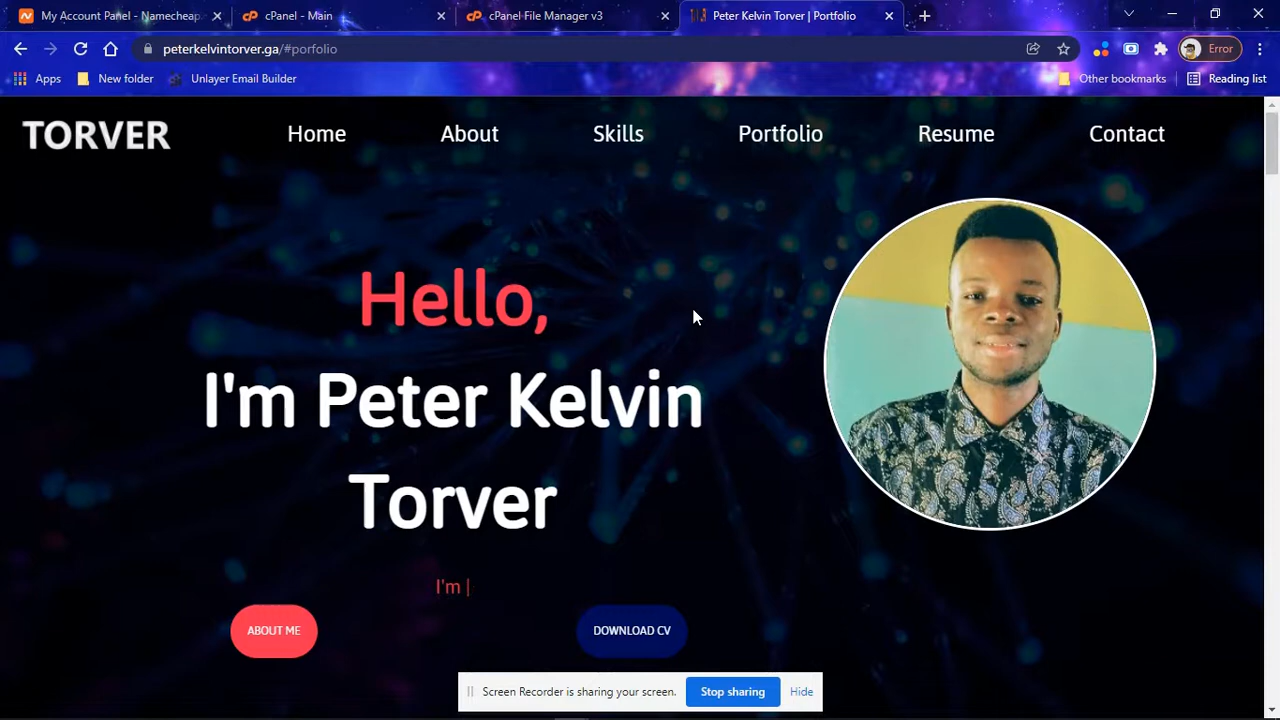 My Account Panel - Namecheap.
cPanel - Main
cPanel File Manager v3
Peter Kelvin Torver | Portfolio
peterkelvintorver.ga/#porfolio
Error
Apps
New folder
Unlayer Email Builder
Other bookmarks
Reading list
TORVER
Home
About
Skills
Portfolio
Resume
Contact
Hello,
I'm Peter Kelvin
Torver
I'm |
ABOUT ME
DOWNLOAD CV
Screen Recorder is sharing your screen.
Stop sharing
Hide